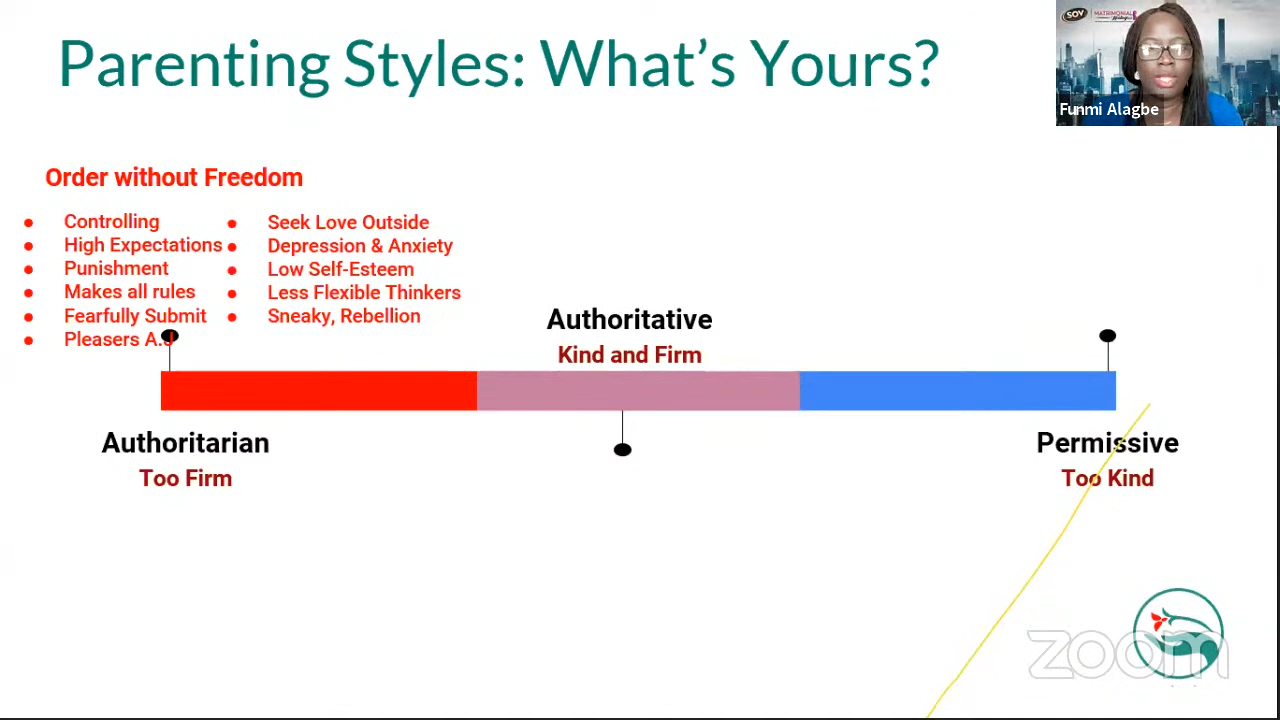 Parenting Styles: What's Yours?
SOV
MATRIMONIALS
Funmi Alagbe
Order without Freedom
● Controlling
● High Expectations
● Punishment
● Makes all rules
● Fearfully Submit
● Pleasers
● Seek Love Outside
● Depression & Anxiety
● Low Self-Esteem
● Less Flexible Thinkers
● Sneaky, Rebellion
Authoritative
Kind and Firm
Authoritarian
Too Firm
Permissive
Too Kind
zoom